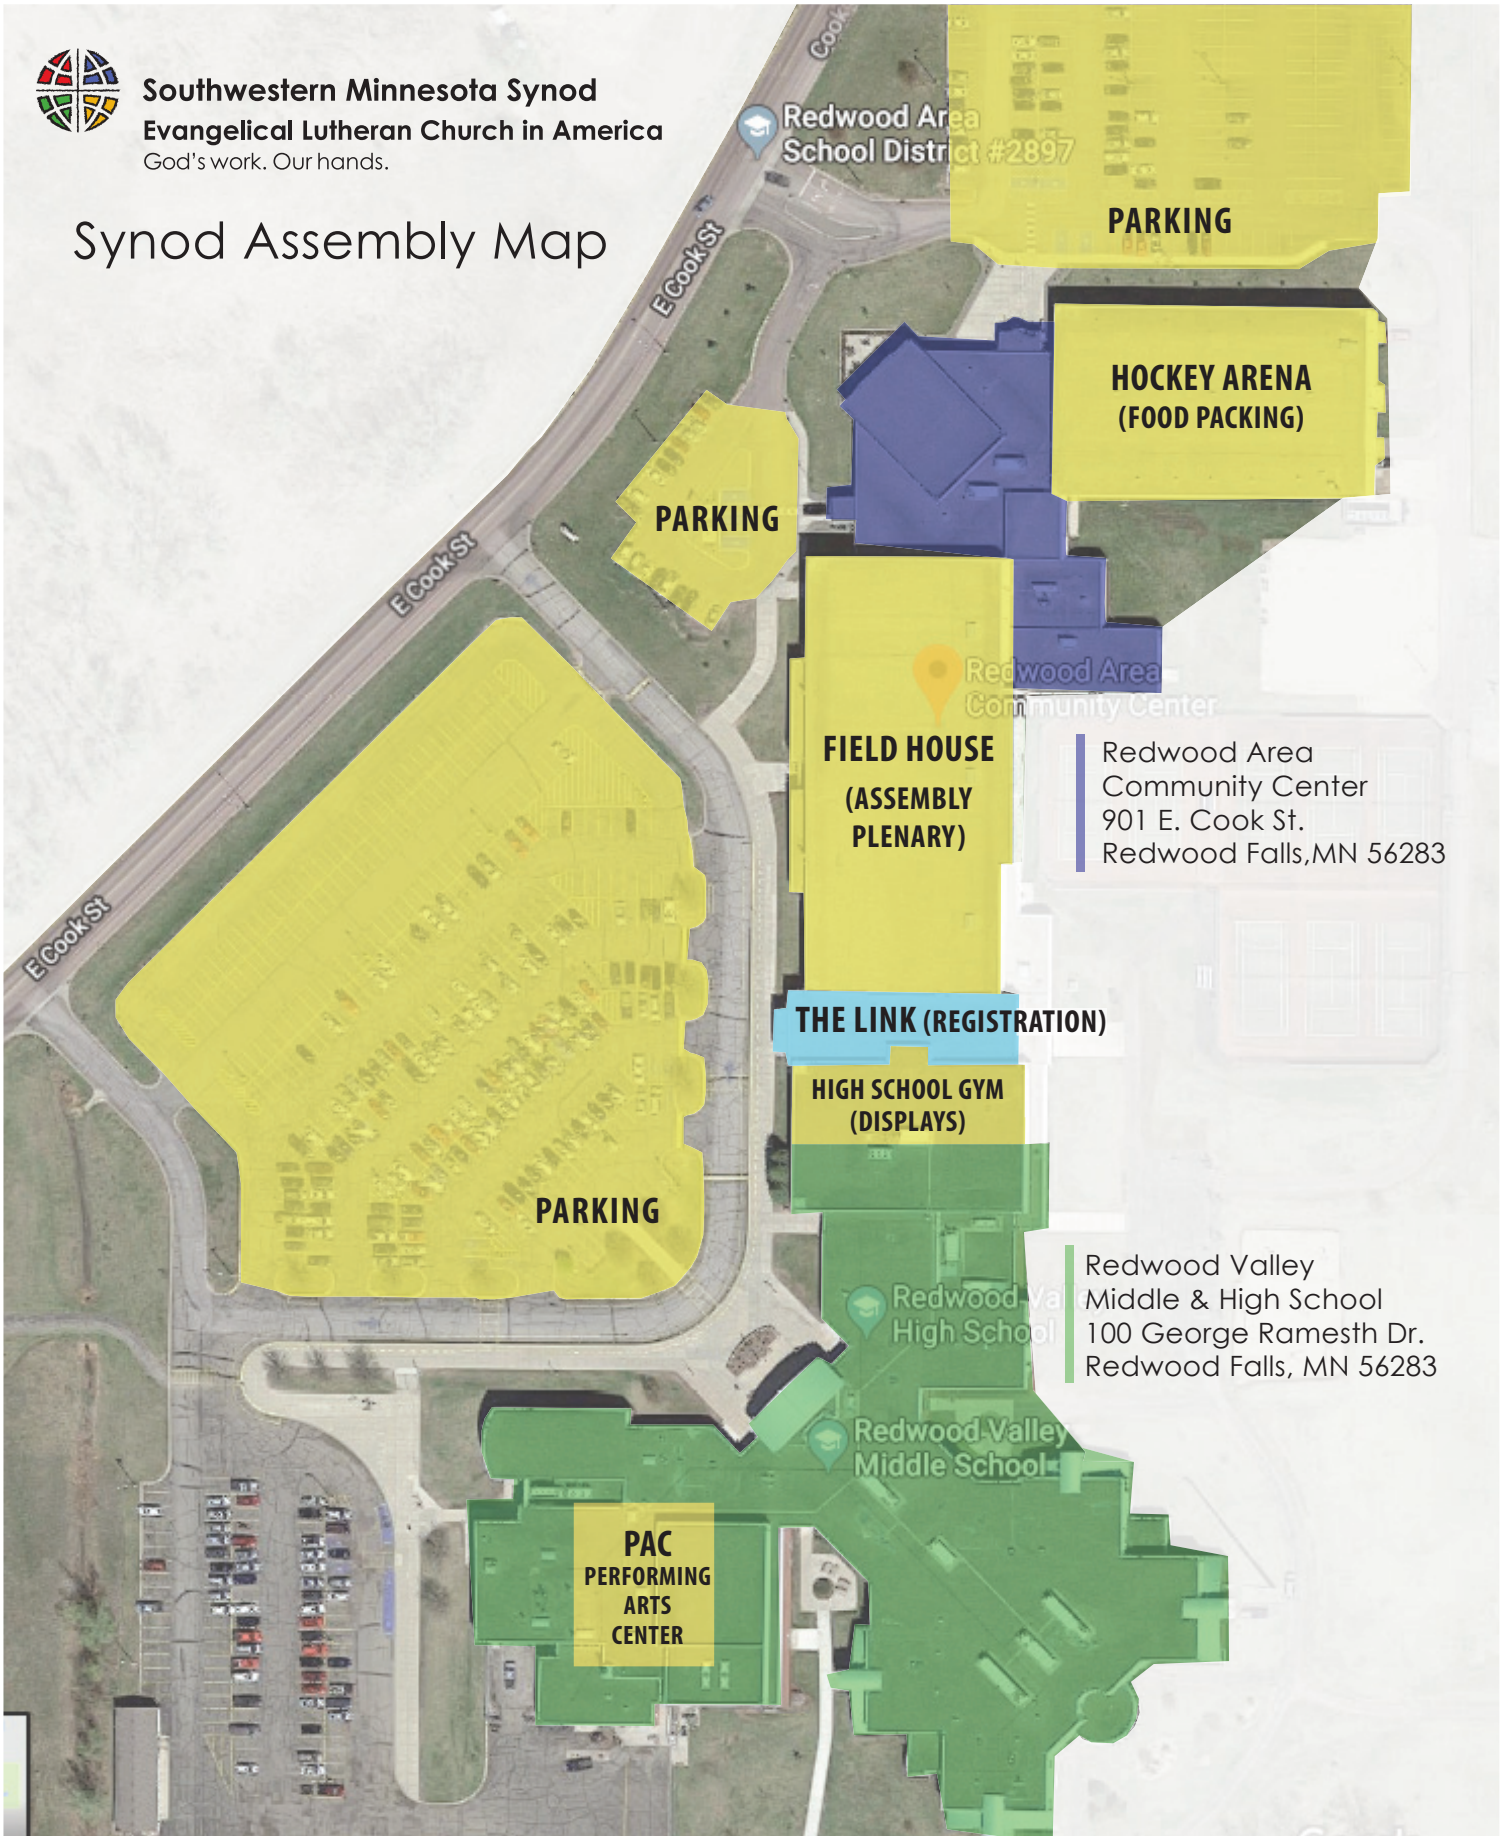 Southwestern Minnesota Synod
Evangelical Lutheran Church in America
God's work. Our hands.
Synod Assembly Map
Cook
Redwood Area
School District #2897
PARKING
E Cook St
HOCKEY ARENA
(FOOD PACKING)
PARKING
E Cook St
Redwood Area
Community Center
FIELD HOUSE
(ASSEMBLY
PLENARY)
Redwood Area
Community Center
901 E. Cook St.
Redwood Falls,MN 56283
E Cook St
THE LINK (REGISTRATION)
HIGH SCHOOL GYM
(DISPLAYS)
PARKING
Redwood Valley
High School
Redwood Valley
Middle & High School
100 George Ramesth Dr.
Redwood Falls, MN 56283
Redwood Valley
Middle School
PAC
PERFORMING
ARTS
CENTER